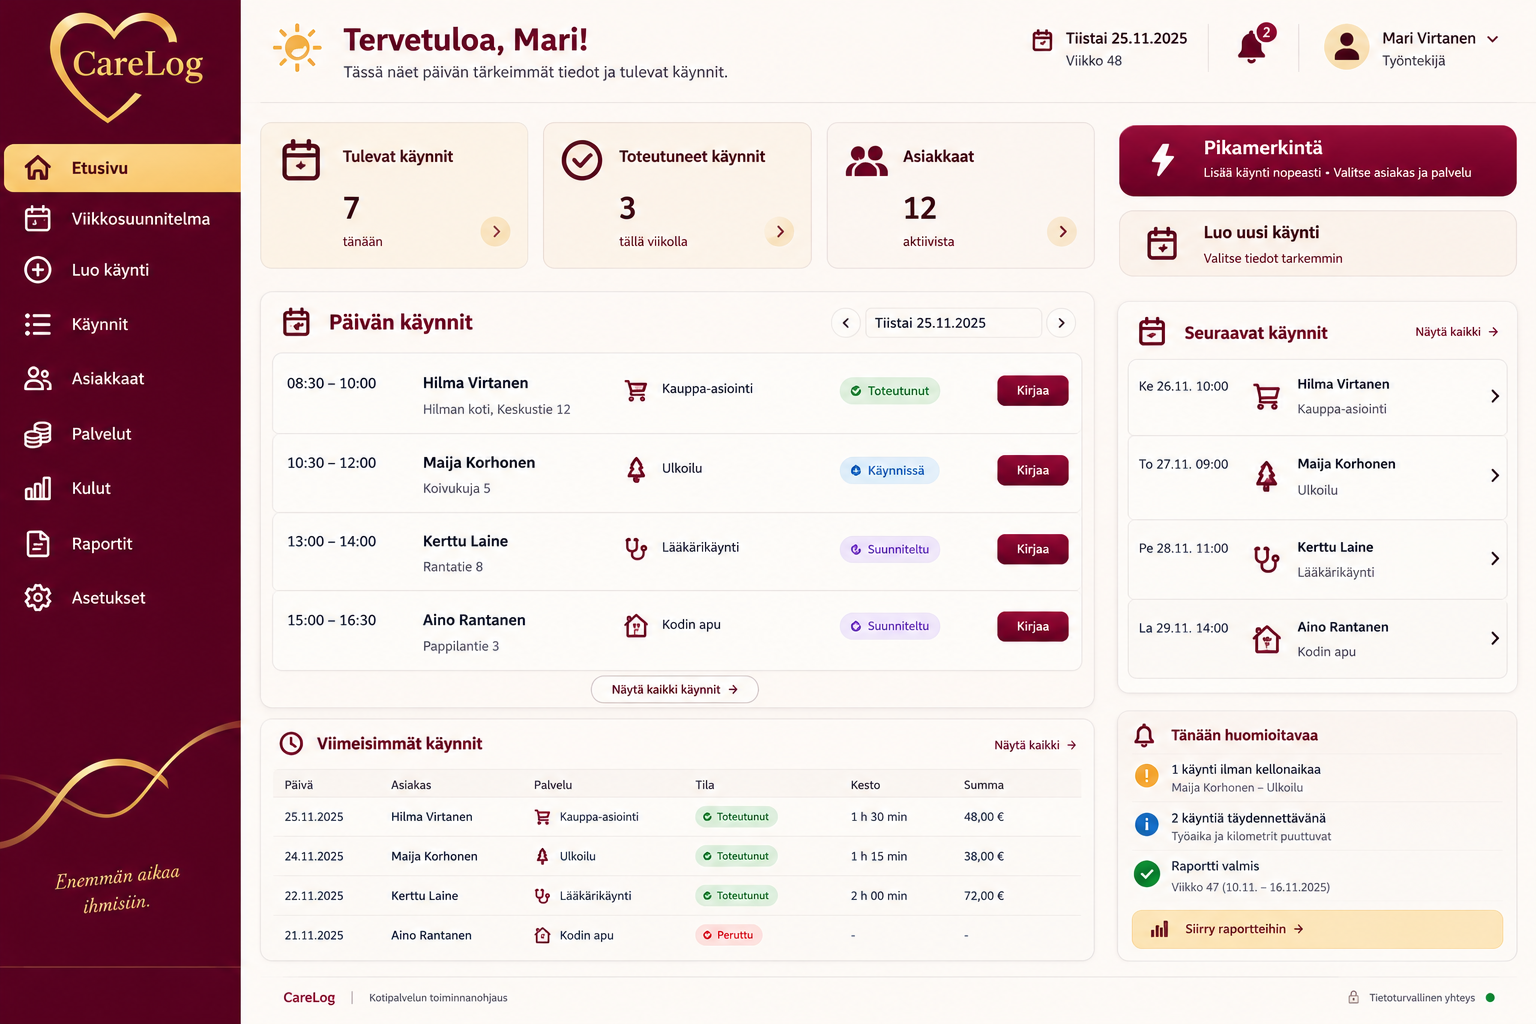 CareLog
Etusivu
Viikkosuunnitelma
Luo käynti
Käynnit
Asiakkaat
Palvelut
Kulut
Raportit
Asetukset
Enemmän aikaa
ihmisiin.
Tervetuloa, Mari!
Tässä näet päivän tärkeimmät tiedot ja tulevat käynnit.
Tiistai 25.11.2025
Viikko 48
2
Mari Virtanen
Työntekijä
Tulevat käynnit
7
tänään
Toteutuneet käynnit
3
tällä viikolla
Asiakkaat
12
aktiivista
Pikamerkintä
Lisää käynti nopeasti • Valitse asiakas ja palvelu
Luo uusi käynti
Valitse tiedot tarkemmin
Päivän käynnit
Tiistai 25.11.2025
08:30 – 10:00 Hilma Virtanen Kauppa-asiointi Toteutunut Kirjaa
Hilman koti, Keskustie 12
10:30 – 12:00 Maija Korhonen Ulkoilu Käynnissä Kirjaa
Koivukuja 5
13:00 – 14:00 Kerttu Laine Lääkärikäynti Suunniteltu Kirjaa
Rantatie 8
15:00 – 16:30 Aino Rantanen Kodin apu Suunniteltu Kirjaa
Pappilantie 3
Näytä kaikki käynnit →
Seuraavat käynnit
Näytä kaikki →
Ke 26.11. 10:00 Hilma Virtanen
Kauppa-asiointi
To 27.11. 09:00 Maija Korhonen
Ulkoilu
Pe 28.11. 11:00 Kerttu Laine
Lääkärikäynti
La 29.11. 14:00 Aino Rantanen
Kodin apu
Viimeisimmät käynnit
Näytä kaikki →
Päivä Asiakas Palvelu Tila Kesto Summa
25.11.2025 Hilma Virtanen Kauppa-asiointi Toteutunut 1 h 30 min 48,00 €
24.11.2025 Maija Korhonen Ulkoilu Toteutunut 1 h 15 min 38,00 €
22.11.2025 Kerttu Laine Lääkärikäynti Toteutunut 2 h 00 min 72,00 €
21.11.2025 Aino Rantanen Kodin apu Peruttu - -
Tänään huomioitavaa
1 käynti ilman kellonaikaa
Maija Korhonen – Ulkoilu
2 käyntiä täydennettävänä
Työaika ja kilometrit puuttuvat
Raportti valmis
Viikko 47 (10.11. – 16.11.2025)
Siirry raportteihin →
CareLog | Kotipalvelun toiminnanohjaus
Tietoturvallinen yhteys